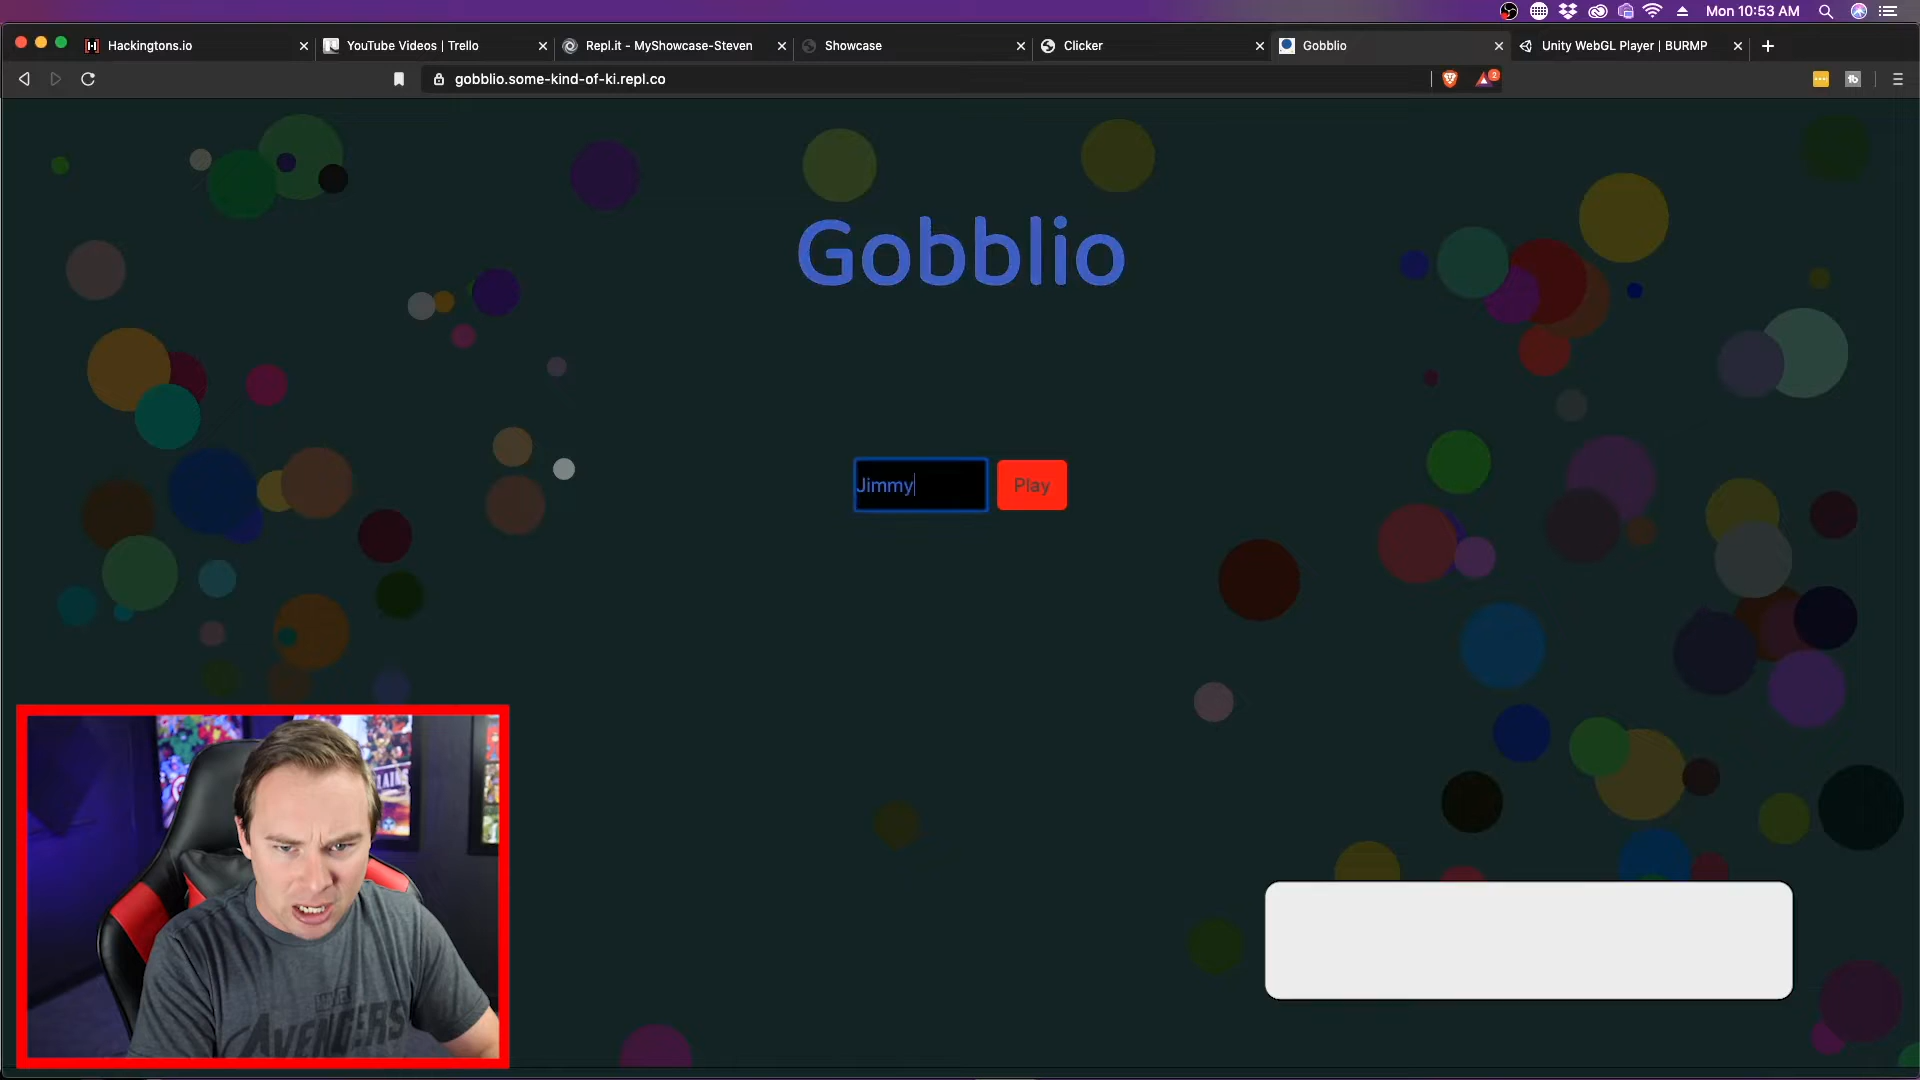 Mon 10:53 AM
Hackingtons.io
YouTube Videos | Trello
Repl.it - MyShowcase-Steven
Showcase
Clicker
Gobblio
Unity WebGL Player | BURMP
gobblio.some-kind-of-ki.repl.co
2
Gobblio
Jimmy
Play
AVENGERS